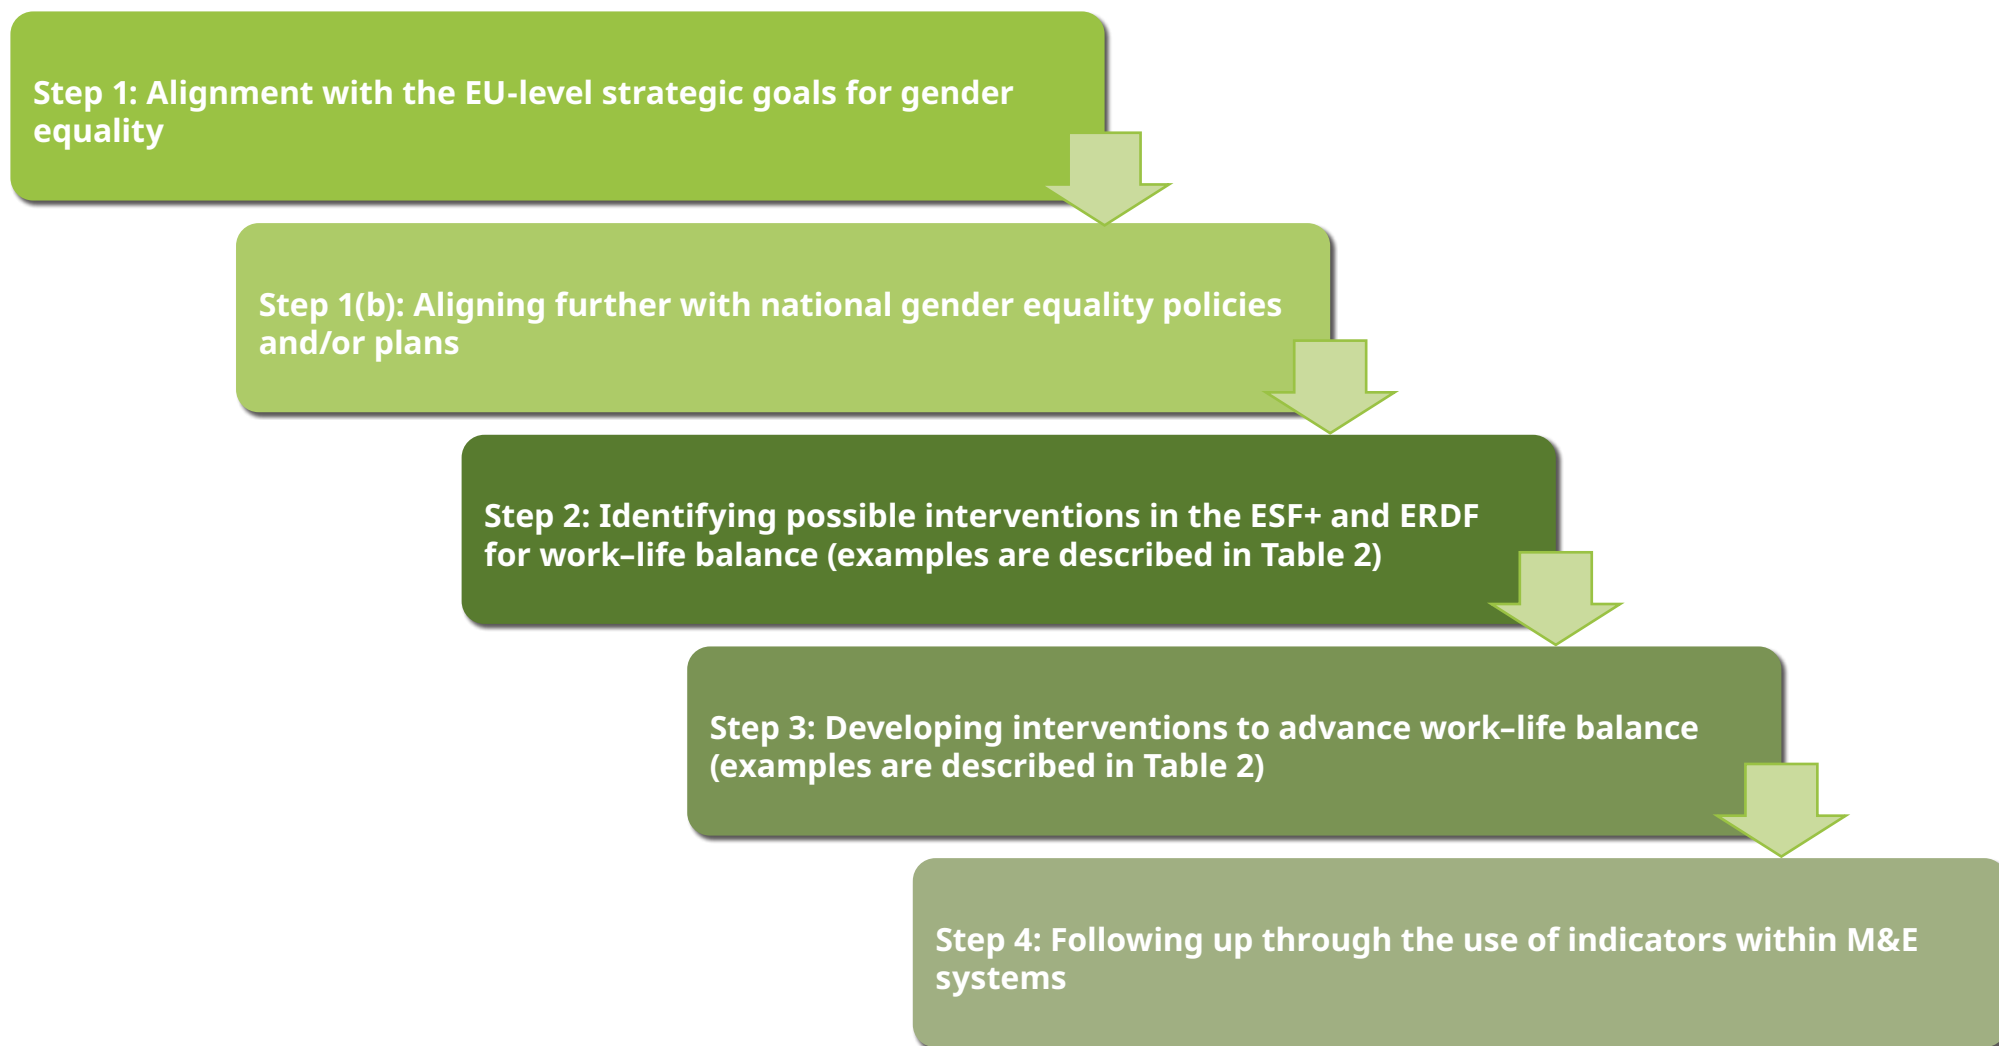 Step 1: Alignment with the EU-level strategic goals for gender
equality
Step 1(b): Aligning further with national gender equality policies
and/or plans
Step 2: Identifying possible interventions in the ESF+ and ERDF
for work–life balance (examples are described in Table 2)
Step 3: Developing interventions to advance work–life balance
(examples are described in Table 2)
Step 4: Following up through the use of indicators within M&E
systems